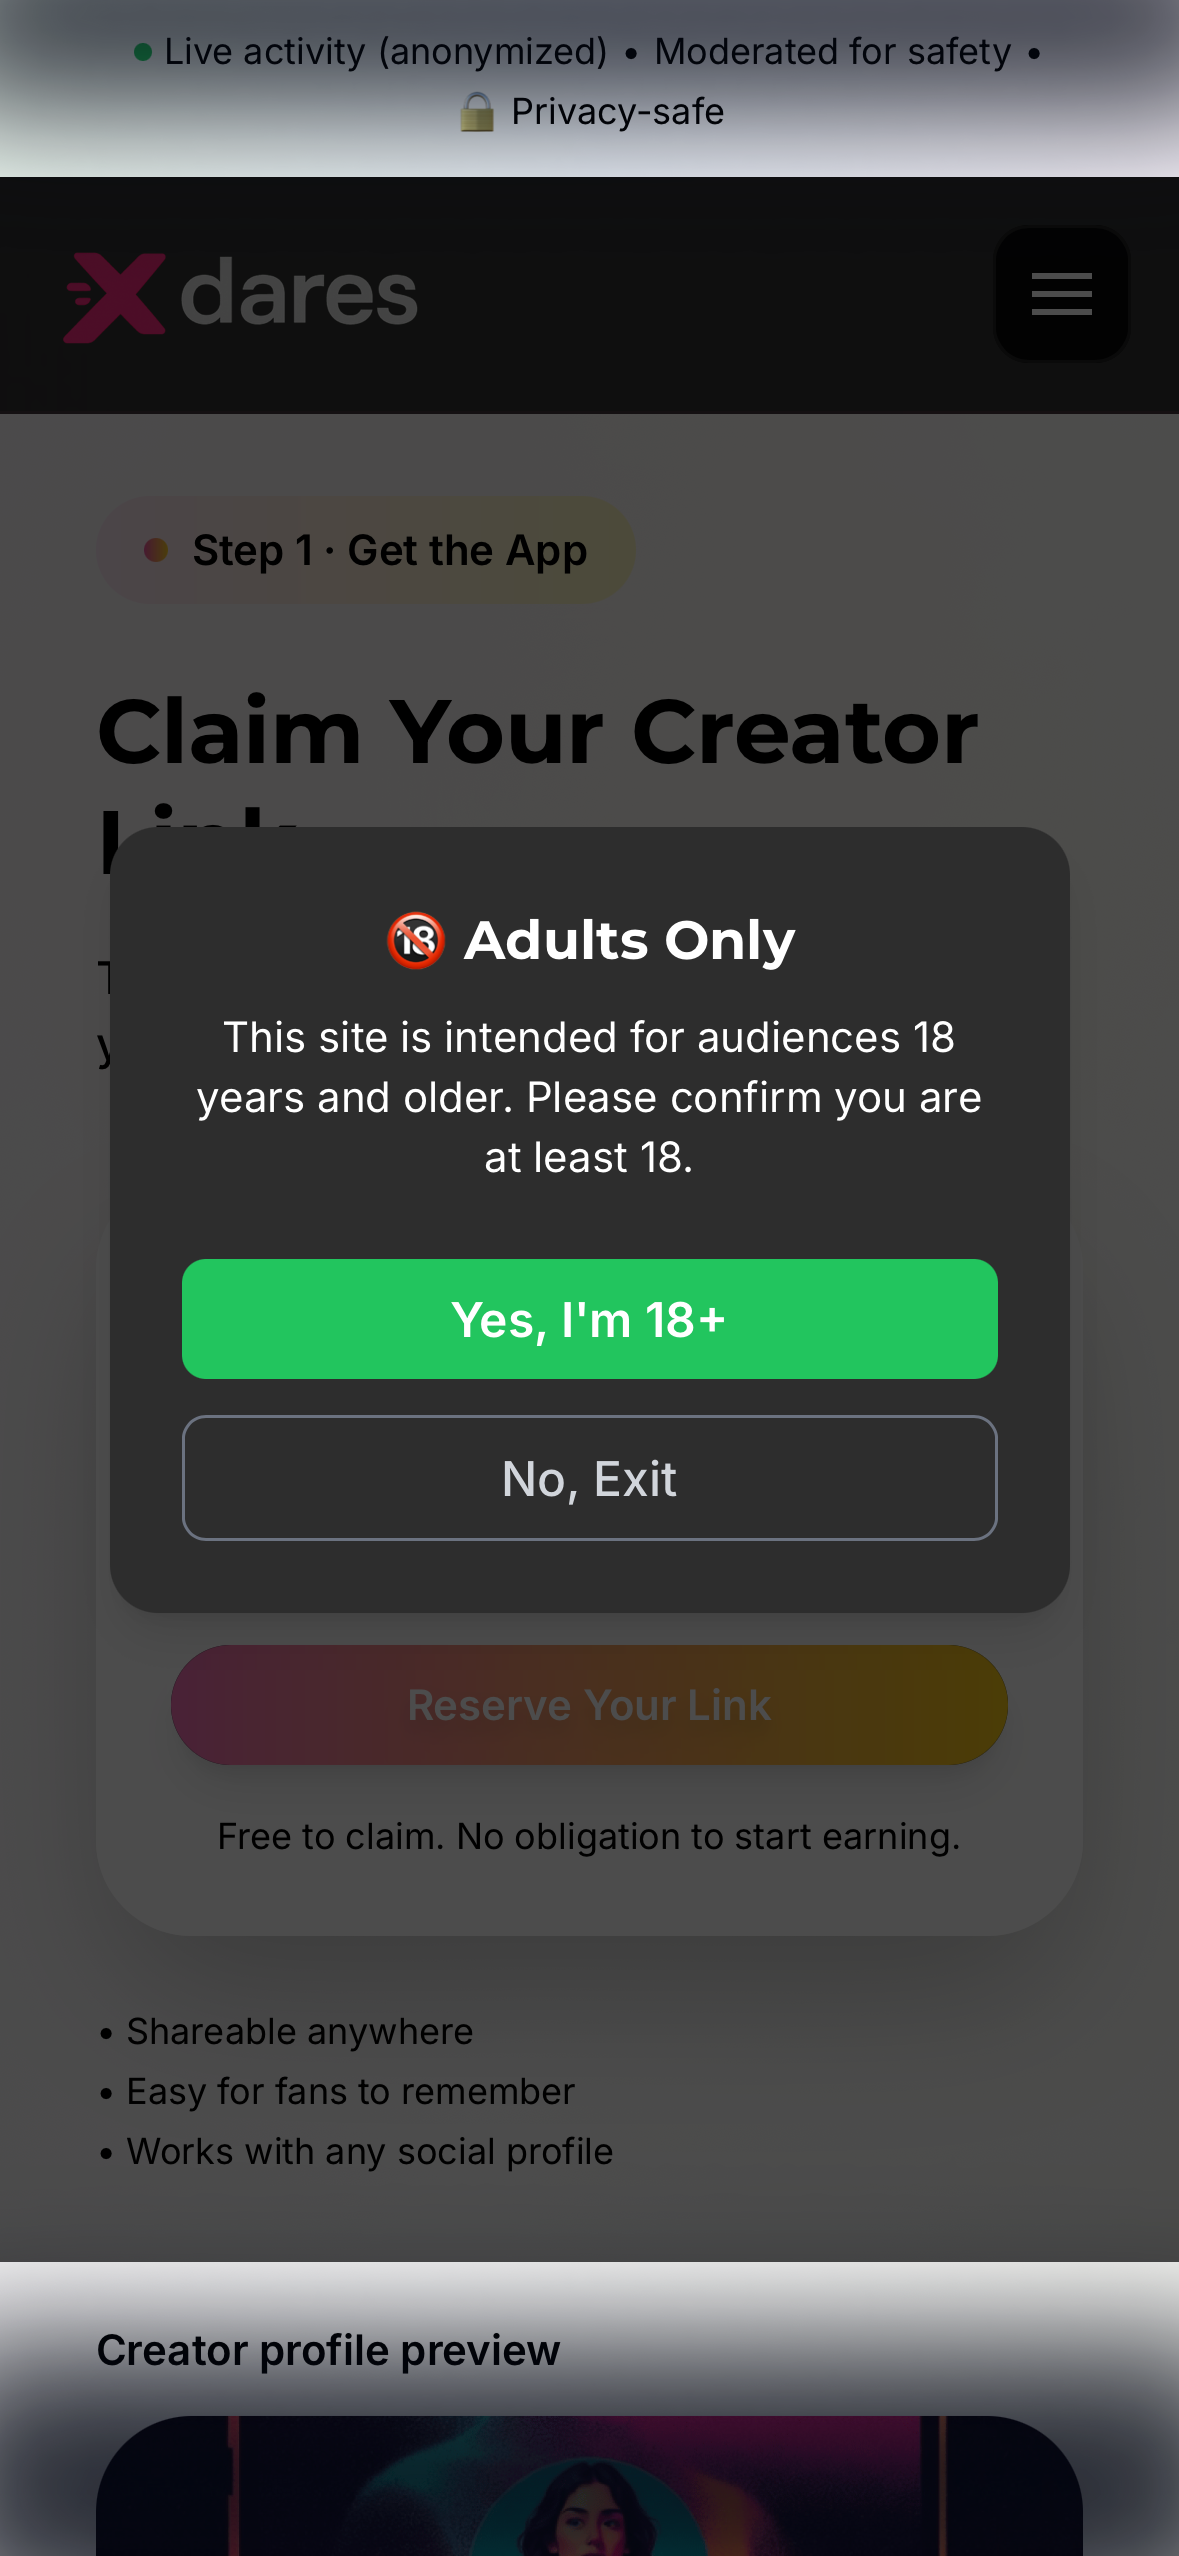 Live activity (anonymized) • Moderated for safety •
🔒 Privacy-safe
X dares
Step 1 · Get the App
Claim Your Creator
Link
🔞 Adults Only
This site is intended for audiences 18
years and older. Please confirm you are
at least 18.
Yes, I'm 18+
No, Exit
Reserve Your Link
Free to claim. No obligation to start earning.
• Shareable anywhere
• Easy for fans to remember
• Works with any social profile
Creator profile preview